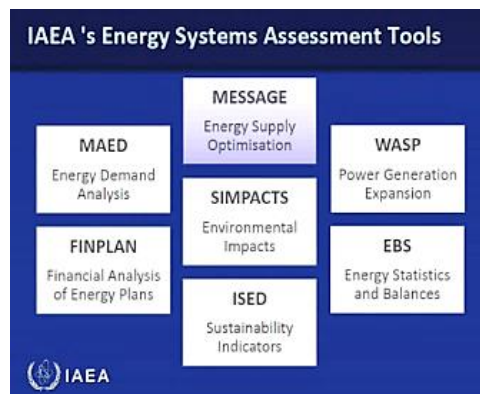 IAEA 's Energy Systems Assessment Tools
MESSAGE
Energy Supply
Optimisation
MAED
Energy Demand
Analysis
WASP
Power Generation
Expansion
SIMPACTS
Environmental
Impacts
FINPLAN
Financial Analysis
of Energy Plans
EBS
Energy Statistics
and Balances
ISED
Sustainability
Indicators
IAEA